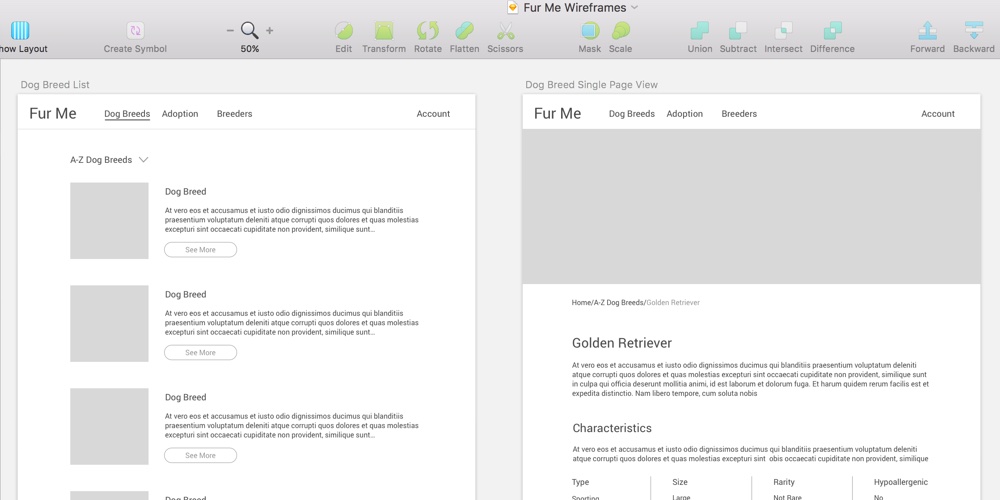 Fur Me Wireframes
how Layout
Create Symbol
50%
Edit
Transform
Rotate
Flatten
Scissors
Mask
Scale
Union
Subtract
Intersect
Difference
Forward
Backward
Dog Breed List
Fur Me
Dog Breeds
Adoption
Breeders
Account
A-Z Dog Breeds
Dog Breed
At vero eos et accusamus et iusto odio dignissimos ducimus qui blanditiis
praesentium voluptatum deleniti atque corrupti quos dolores et quas molestias
excepturi sint occaecati cupiditate non provident, similique sunt...
See More
Dog Breed
At vero eos et accusamus et iusto odio dignissimos ducimus qui blanditiis
praesentium voluptatum deleniti atque corrupti quos dolores et quas molestias
excepturi sint occaecati cupiditate non provident, similique sunt...
See More
Dog Breed
At vero eos et accusamus et iusto odio dignissimos ducimus qui blanditiis
praesentium voluptatum deleniti atque corrupti quos dolores et quas molestias
excepturi sint occaecati cupiditate non provident, similique sunt...
See More
Dog Breed
Dog Breed Single Page View
Fur Me
Dog Breeds
Adoption
Breeders
Account
Home/A-Z Dog Breeds/Golden Retriever
Golden Retriever
At vero eos et accusamus et iusto odio dignissimos ducimus qui blanditiis praesentium voluptatum deleniti
atque corrupti quos dolores et quas molestias excepturi sint occaecati cupiditate non provident, similique sunt
in culpa qui officia deserunt mollitia animi, id est laborum et dolorum fuga. Et harum quidem rerum facilis est et
expedita distinctio. Nam libero tempore, cum soluta nobis
Characteristics
At vero eos et accusamus et iusto odio dignissimos ducimus qui blanditiis praesentium voluptatum deleniti
atque corrupti quos dolores et quas molestias excepturi sint obis occaecati cupiditate non provident, similique
Type
Size
Rarity
Hypoallergenic
Sporting
Large
Not Rare
No